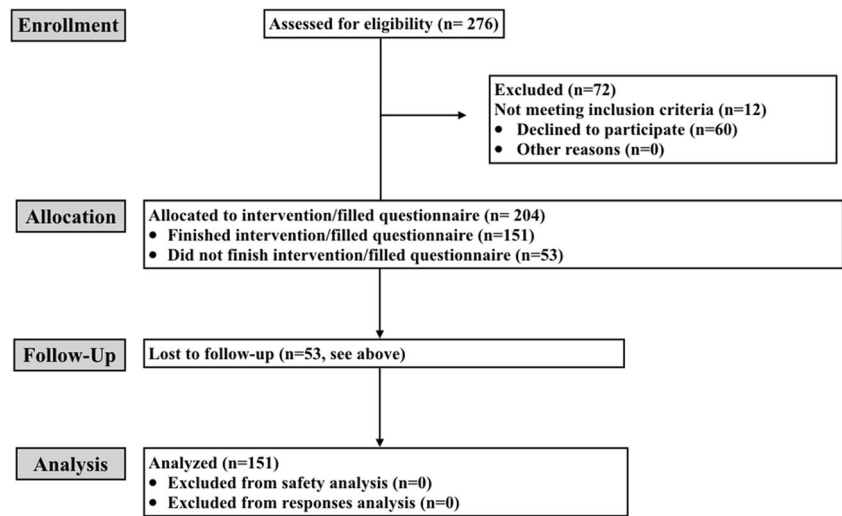 Enrollment
Assessed for eligibility (n= 276)
Excluded (n=72)
Not meeting inclusion criteria (n=12)
• Declined to participate (n=60)
• Other reasons (n=0)
Allocation
Allocated to intervention/filled questionnaire (n= 204)
• Finished intervention/filled questionnaire (n=151)
• Did not finish intervention/filled questionnaire (n=53)
Follow-Up
Lost to follow-up (n=53, see above)
Analysis
Analyzed (n=151)
• Excluded from safety analysis (n=0)
• Excluded from responses analysis (n=0)